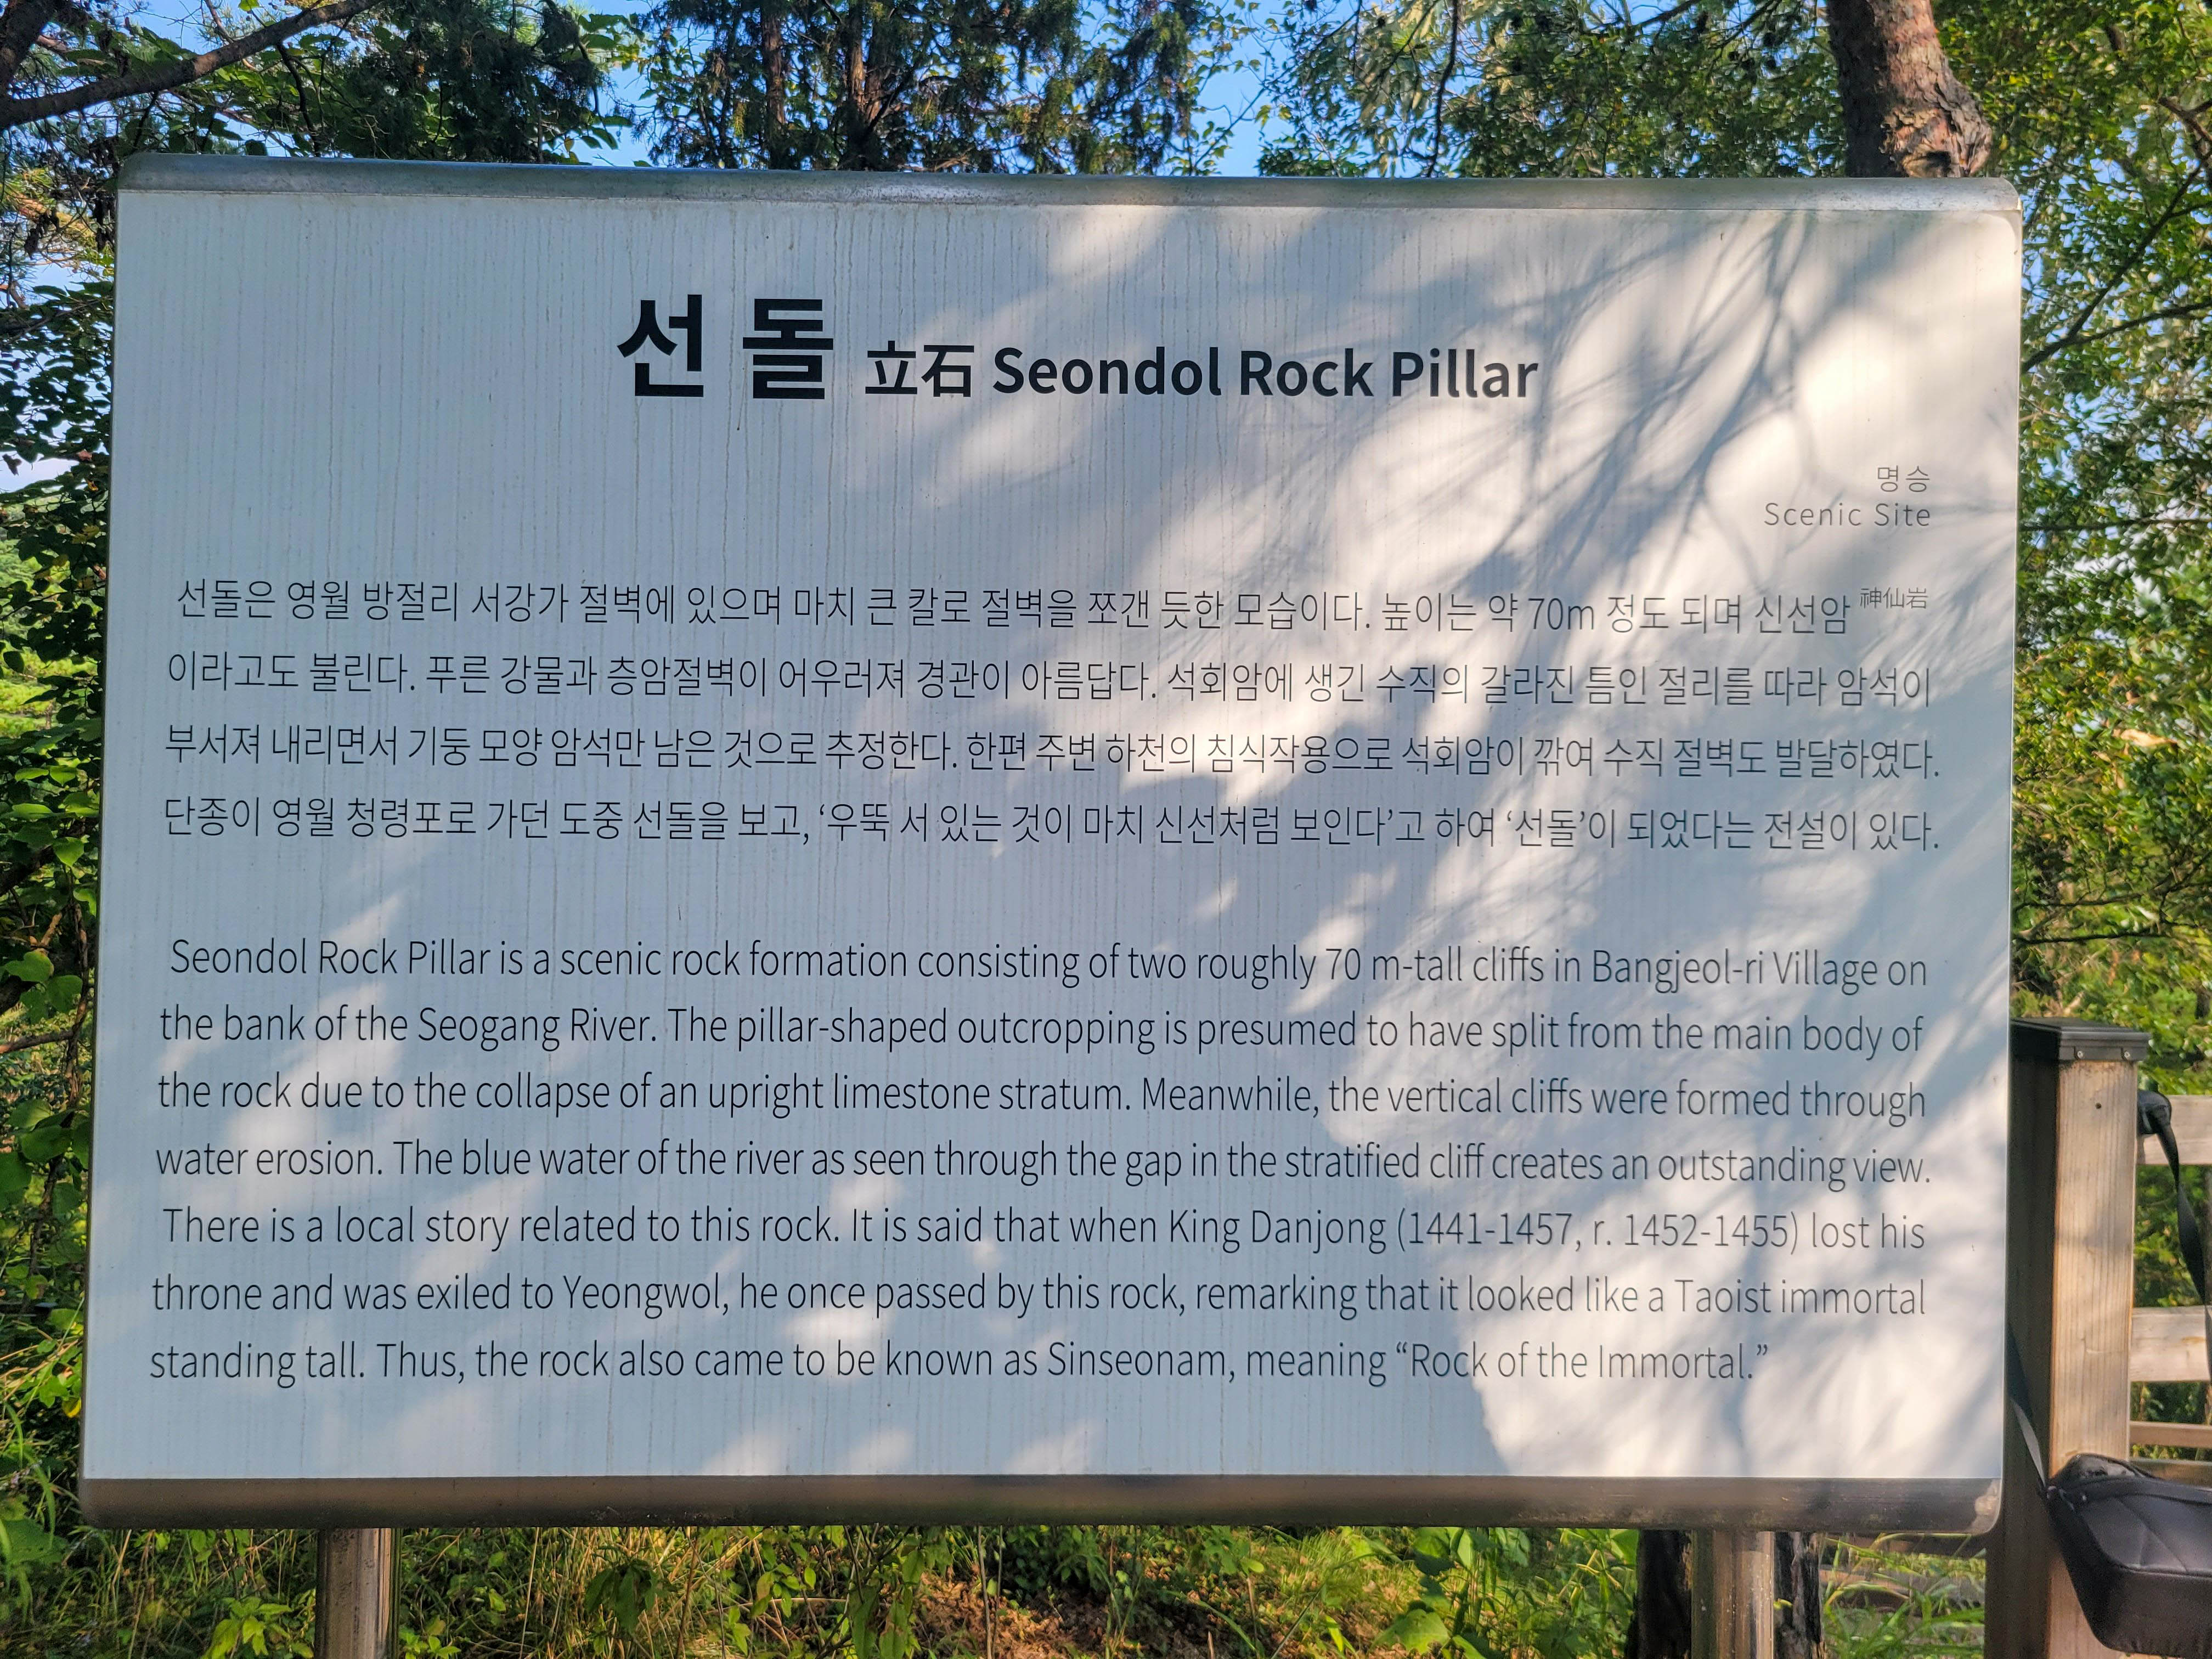 선돌 立石 Seondol Rock Pillar
명승
Scenic Site
선돌은 영월 방절리 서강가 절벽에 있으며 마치 큰 칼로 절벽을 쪼갠 듯한 모습이다. 높이는 약 70m 정도 되며 신선암 神仙岩
이라고도 불린다. 푸른 강물과 층암절벽이 어우러져 경관이 아름답다. 석회암에 생긴 수직의 갈라진 틈인 절리를 따라 암석이
부서져 내리면서 기둥 모양 암석만 남은 것으로 추정한다. 한편 주변 하천의 침식작용으로 석회암이 깎여 수직 절벽도 발달하였다.
단종이 영월 청령포로 가던 도중 선돌을 보고, ‘우뚝 서 있는 것이 마치 신선처럼 보인다’고 하여 ‘선돌’이 되었다는 전설이 있다.
Seondol Rock Pillar is a scenic rock formation consisting of two roughly 70 m-tall cliffs in Bangjeol-ri Village on
the bank of the Seogang River. The pillar-shaped outcropping is presumed to have split from the main body of
the rock due to the collapse of an upright limestone stratum. Meanwhile, the vertical cliffs were formed through
water erosion. The blue water of the river as seen through the gap in the stratified cliff creates an outstanding view.
There is a local story related to this rock. It is said that when King Danjong (1441-1457, r. 1452-1455) lost his
throne and was exiled to Yeongwol, he once passed by this rock, remarking that it looked like a Taoist immortal
standing tall. Thus, the rock also came to be known as Sinseonam, meaning “Rock of the Immortal.”